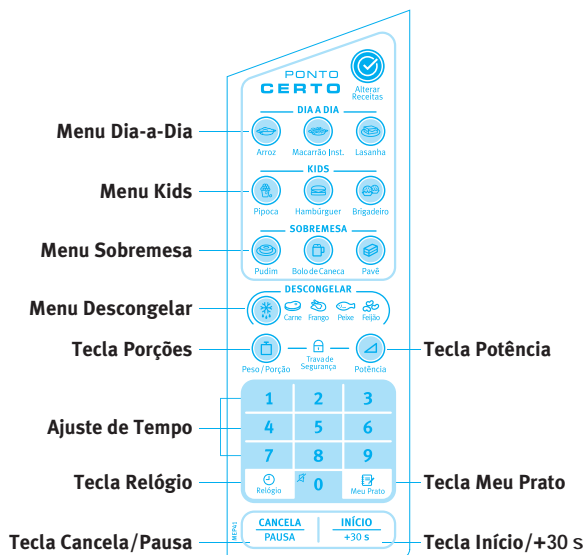 PONTO
CERTO
Alterar
Receitas
DIA A DIA
Menu Dia-a-Dia
Arroz Macarrão Inst. Lasanha
KIDS
Menu Kids
Pipoca Hambúrguer Brigadeiro
SOBREMESA
Menu Sobremesa
Pudim Bolo de Caneca Pavê
DESCONGELAR
Menu Descongelar
Carne Frango Peixe Feijão
Tecla Porções
Tecla Potência
Peso/Porção Trava de Segurança Potência
1 2 3
Ajuste de Tempo
4 5 6
7 8 9
Tecla Relógio
Relógio 0 Meu Prato
Tecla Meu Prato
MEP41
CANCELA INÍCIO
PAUSA +30 s
Tecla Cancela/Pausa
Tecla Início/+30 s